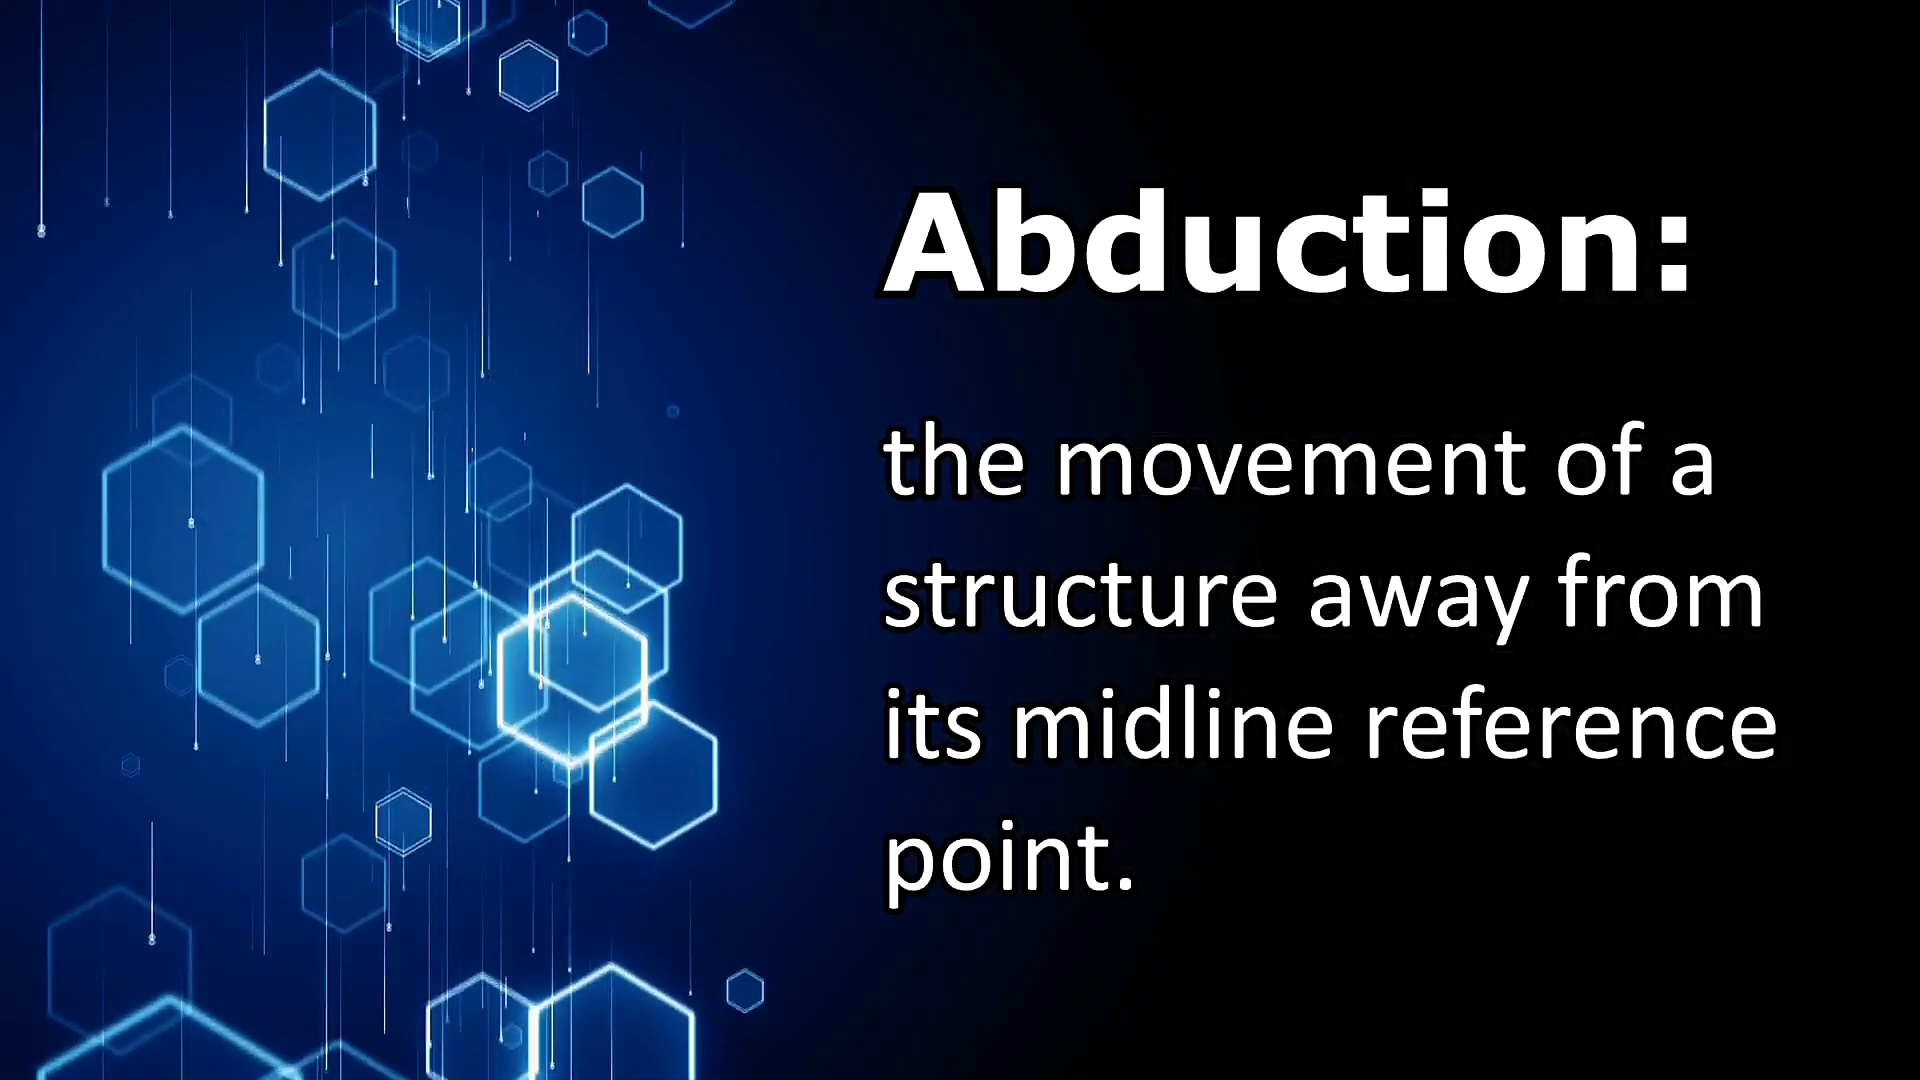 Abduction:
the movement of a
structure away from
its midline reference
point.